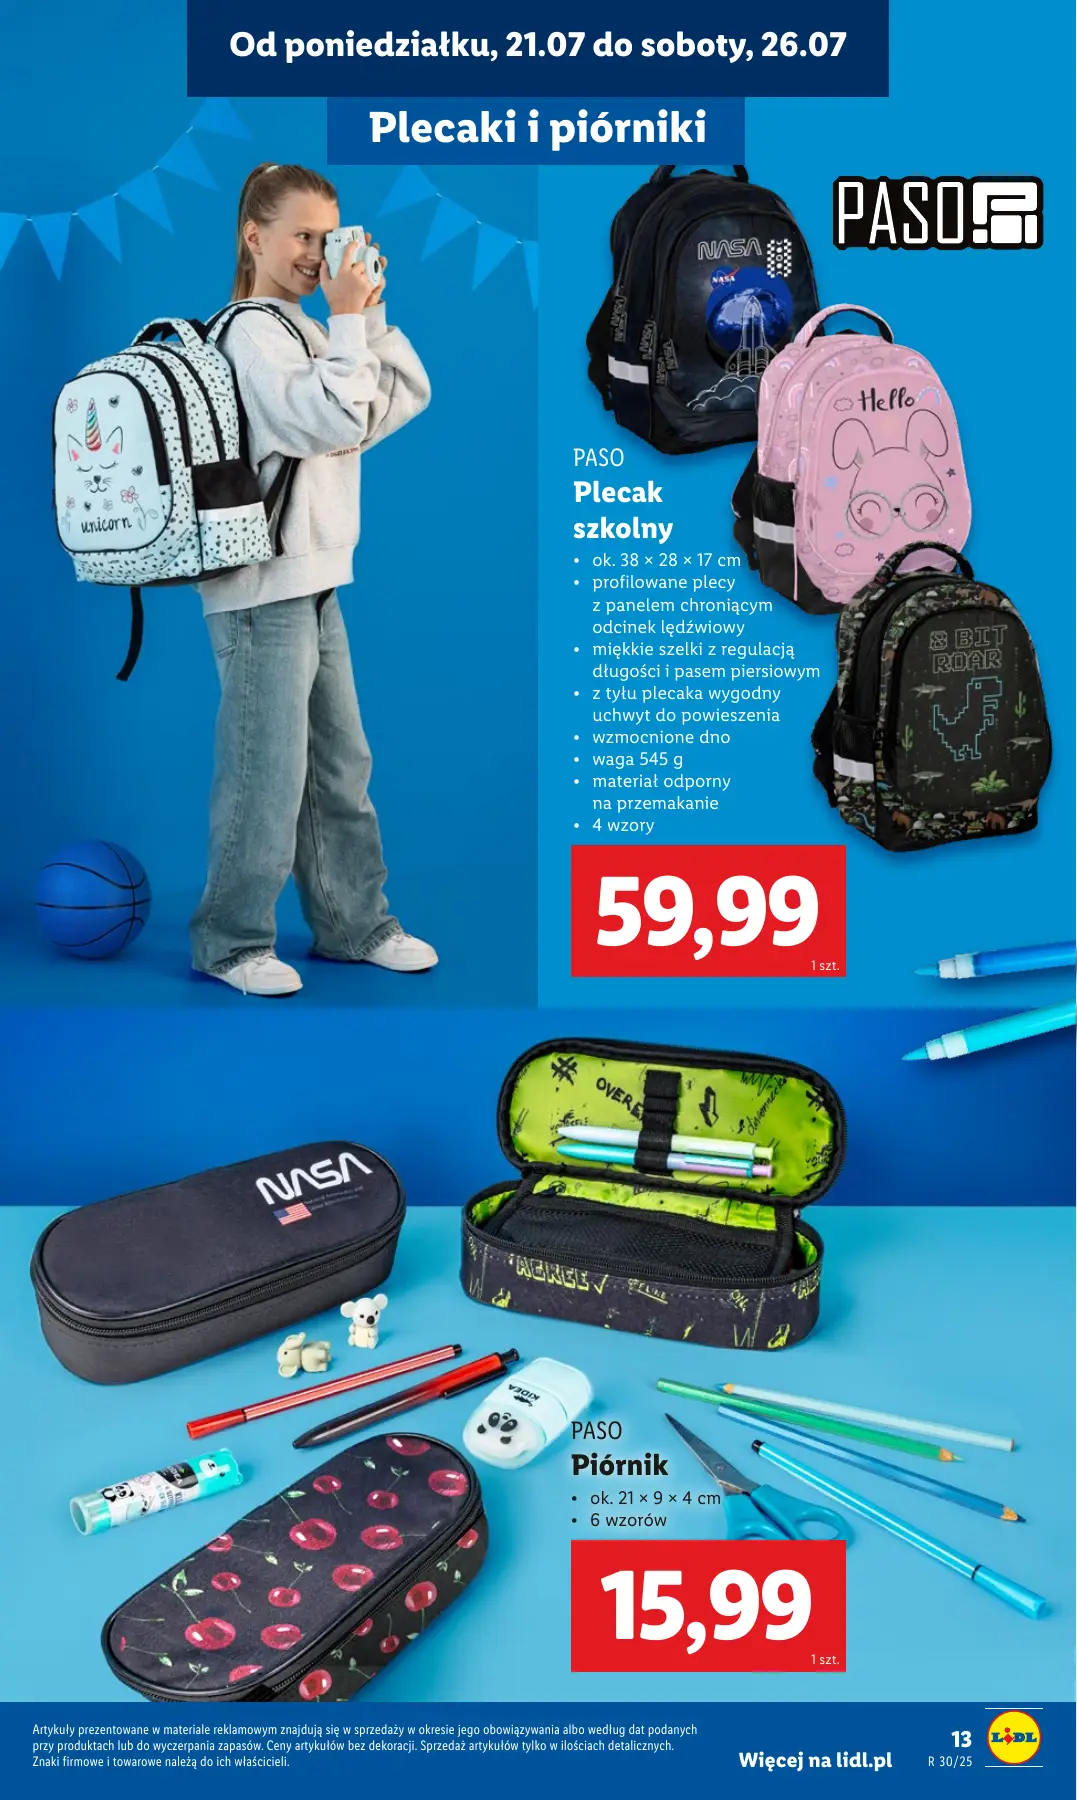 Od poniedziałku, 21.07 do soboty, 26.07
Plecaki i piórniki
PASO
NASA
NASA
Hello
unicorn
8 BIT
ROAR
PASO
Plecak
szkolny
• ok. 38 × 28 × 17 cm
• profilowane plecy
z panelem chroniącym
odcinek lędźwiowy
• miękkie szelki z regulacją
długości i pasem piersiowym
• z tyłu plecaka wygodny
uchwyt do powieszenia
• wzmocnione dno
• waga 545 g
• materiał odporny
na przemakanie
• 4 wzory
59,99
1 szt.
NASA
AGREE
KIDEA
PASO
Piórnik
• ok. 21 × 9 × 4 cm
• 6 wzorów
15,99
1 szt.
Artykuły prezentowane w materiale reklamowym znajdują się w sprzedaży w okresie jego obowiązywania albo według dat podanych
przy produktach lub do wyczerpania zapasów. Ceny artykułów bez dekoracji. Sprzedaż artykułów tylko w ilościach detalicznych.
Znaki firmowe i towarowe należą do ich właścicieli.
Więcej na lidl.pl
13
R 30/25
LIDL